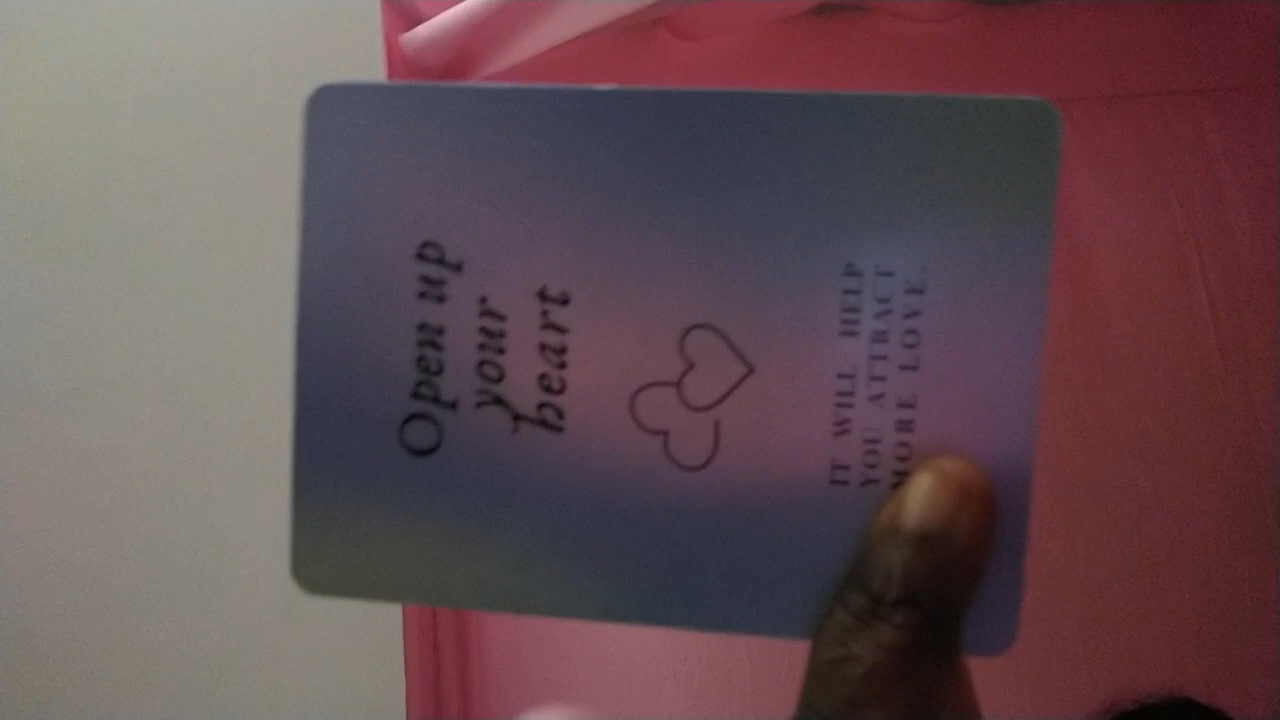 Open up
your
heart
IT WILL HELP
YOU ATTRACT
MORE LOVE.